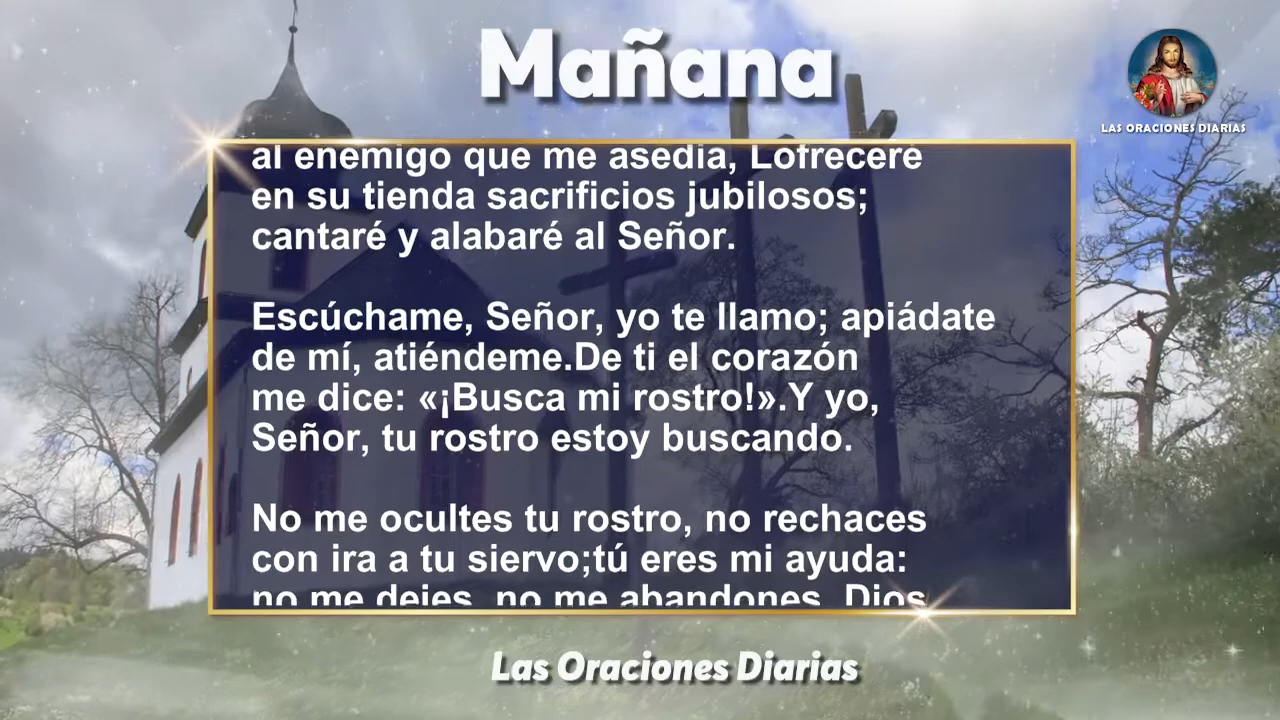 Mañana
LAS ORACIONES DIARIAS
al enemigo que me asedia, Lofreceré
en su tienda sacrificios jubilosos;
cantaré y alabaré al Señor.
Escúchame, Señor, yo te llamo; apiádate
de mí, atiéndeme.De ti el corazón
me dice: «¡Busca mi rostro!».Y yo,
Señor, tu rostro estoy buscando.
No me ocultes tu rostro, no rechaces
con ira a tu siervo;tú eres mi ayuda:
no me dejes, no me abandones, Dios
Las Oraciones Diarias